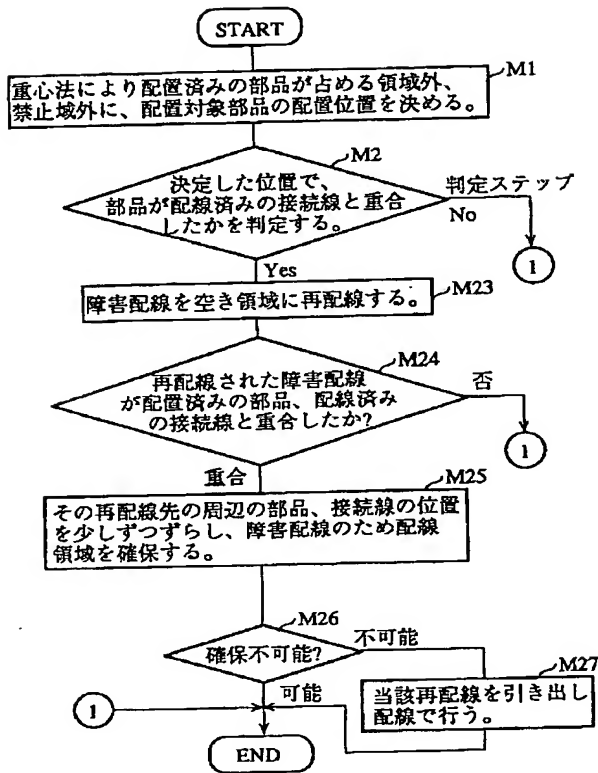 START
重心法により配置済みの部品が占める領域外、
禁止域外に、配置対象部品の配置位置を決める。
M1
M2
決定した位置で、
部品が配線済みの接続線と重合
したかを判定する。
判定ステップ
No
1
Yes
障害配線を空き領域に再配線する。
M23
M24
再配線された障害配線
が配置済みの部品、配線済み
の接続線と重合したか?
否
1
重合
M25
その再配線先の周辺の部品、接続線の位置
を少しずつずらし、障害配線のため配線
領域を確保する。
M26
確保不可能?
不可能
M27
可能
当該再配線を引き出し
配線で行う。
1
END